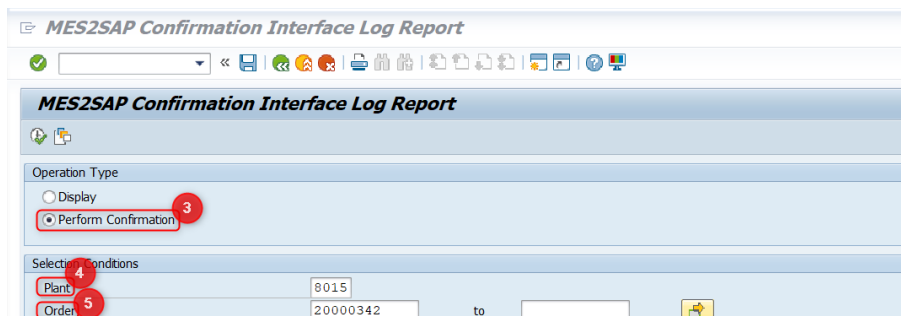 MES2SAP Confirmation Interface Log Report
MES2SAP Confirmation Interface Log Report
Operation Type
Display
Perform Confirmation 3
Selection Conditions
4
Plant 8015
Order 5 20000342 to